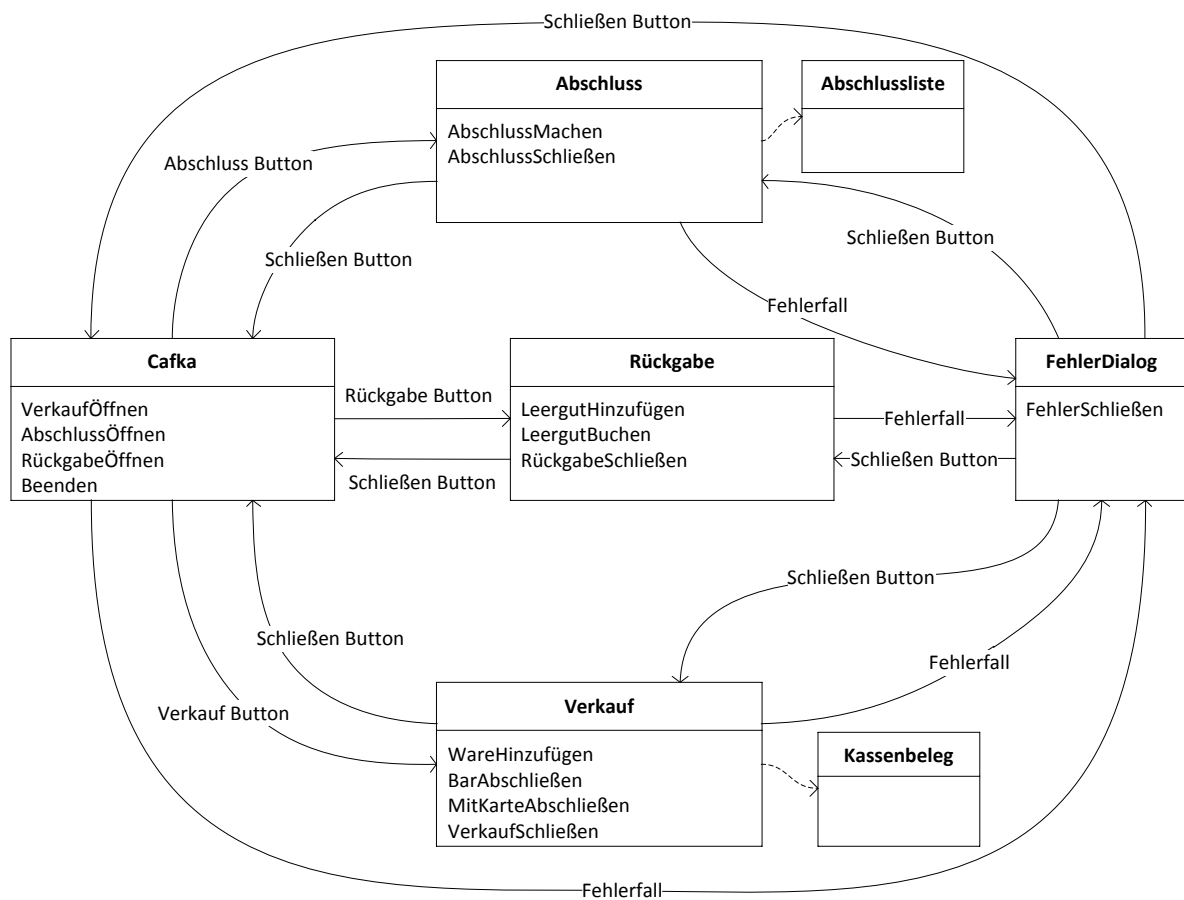 Schließen Button
Abschluss
AbschlussMachen
AbschlussSchließen
Abschlussliste
Abschluss Button
Schließen Button
Schließen Button
Fehlerfall
Cafka
VerkaufÖffnen
AbschlussÖffnen
RückgabeÖffnen
Beenden
Rückgabe Button
Schließen Button
Rückgabe
LeergutHinzufügen
LeergutBuchen
RückgabeSchließen
Fehlerfall
Schließen Button
FehlerDialog
FehlerSchließen
Schließen Button
Schließen Button
Fehlerfall
Verkauf Button
Verkauf
WareHinzufügen
BarAbschließen
MitKarteAbschließen
VerkaufSchließen
Kassenbeleg
Fehlerfall